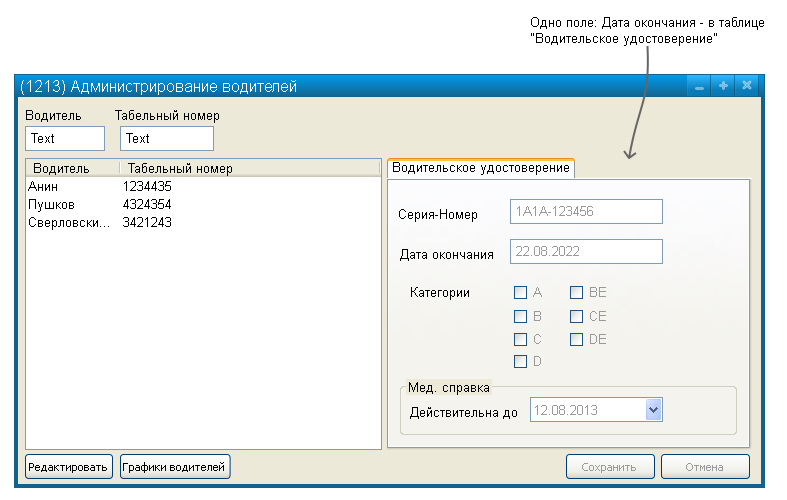 Одно поле: Дата окончания - в таблице
"Водительское удостоверение"
(1213) Администрирование водителей
Водитель Табельный номер
Text Text
Водитель Табельный номер
Анин 1234435
Пушков 4324354
Сверловски... 3421243
Водительское удостоверение
Серия-Номер 1A1A-123456
Дата окончания 22.08.2022
Категории A BE
B CE
C DE
D
Мед. справка
Действительна до 12.08.2013
Редактировать Графики водителей Сохранить Отмена